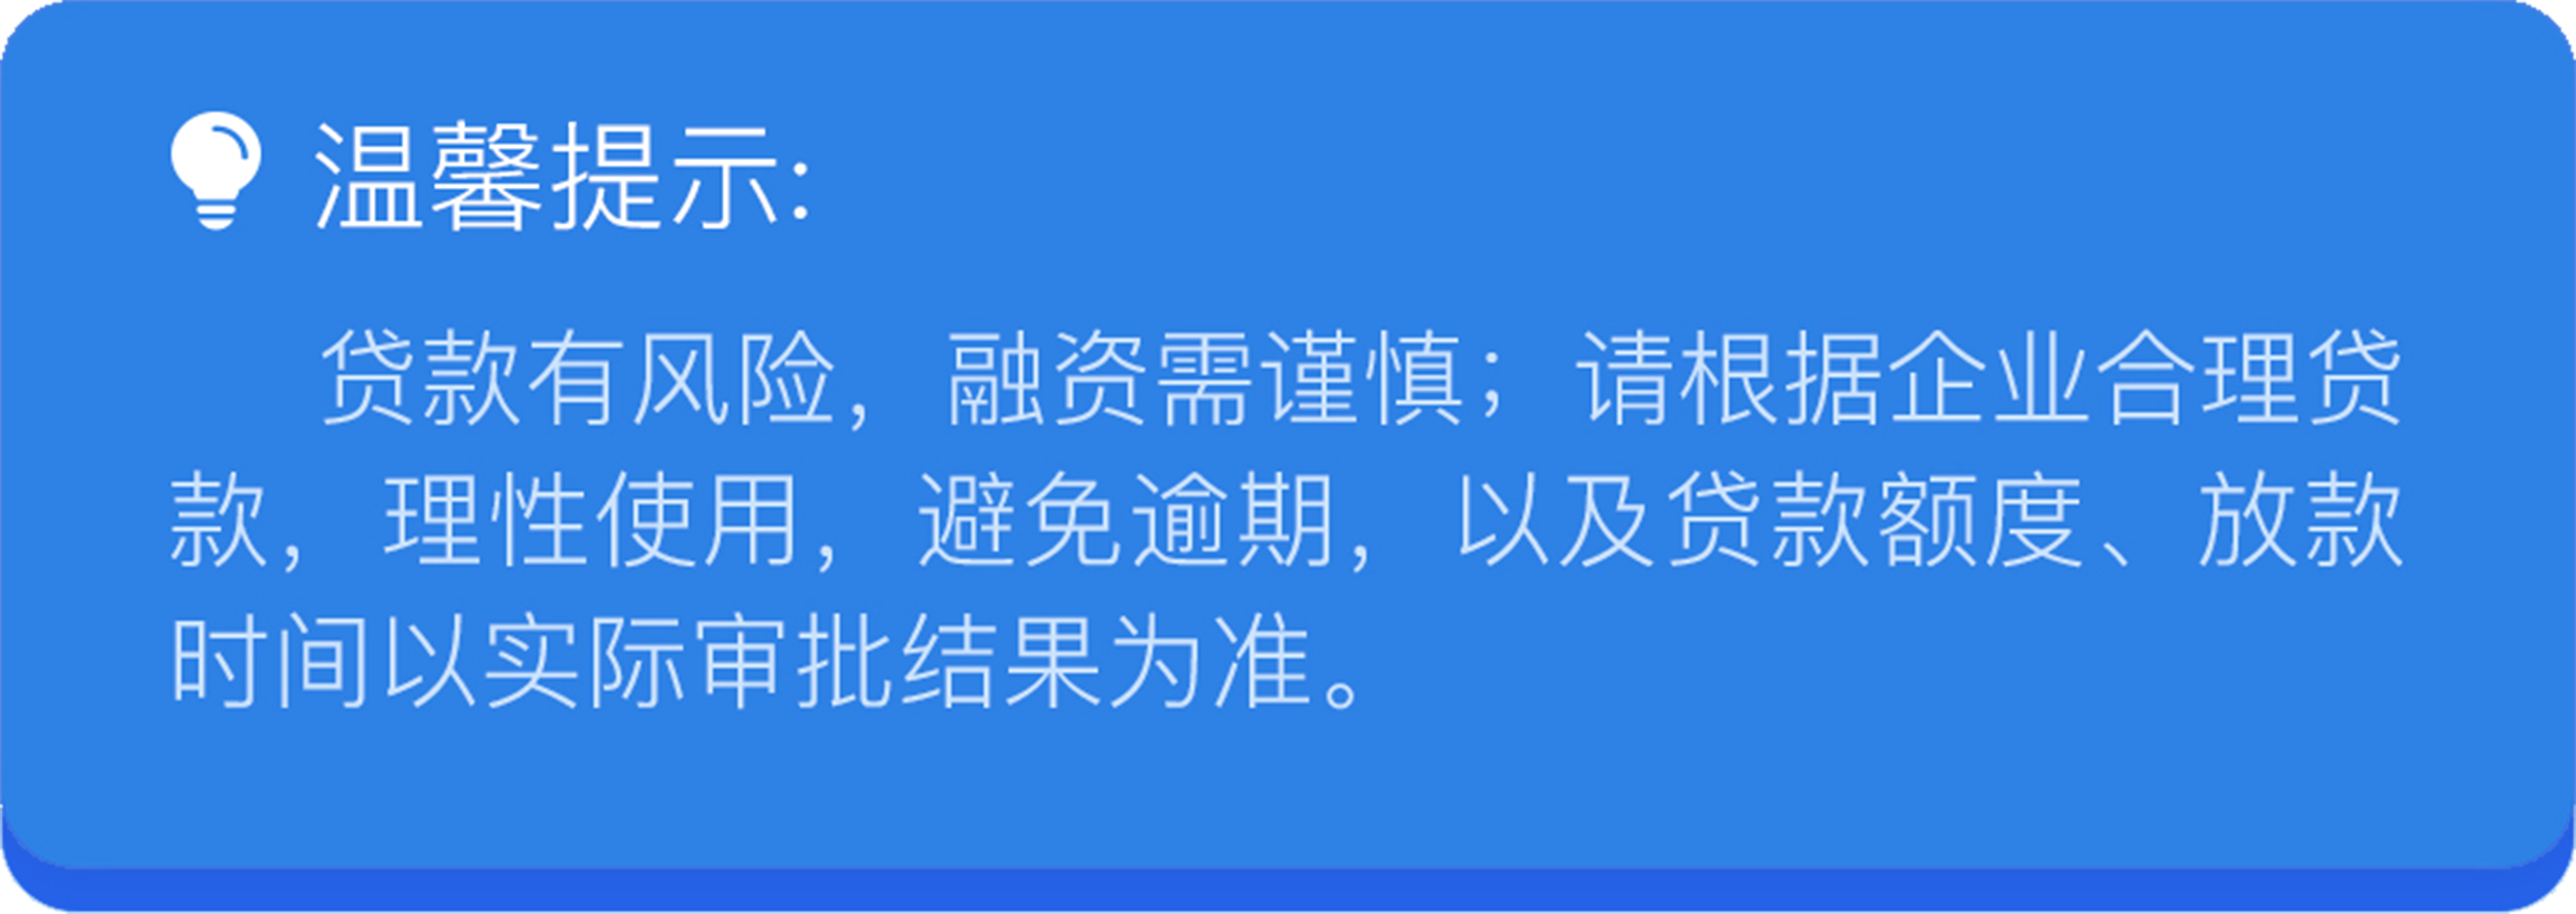 温馨提示:
贷款有风险，融资需谨慎；请根据企业合理贷
款，理性使用，避免逾期，以及贷款额度、放款
时间以实际审批结果为准。